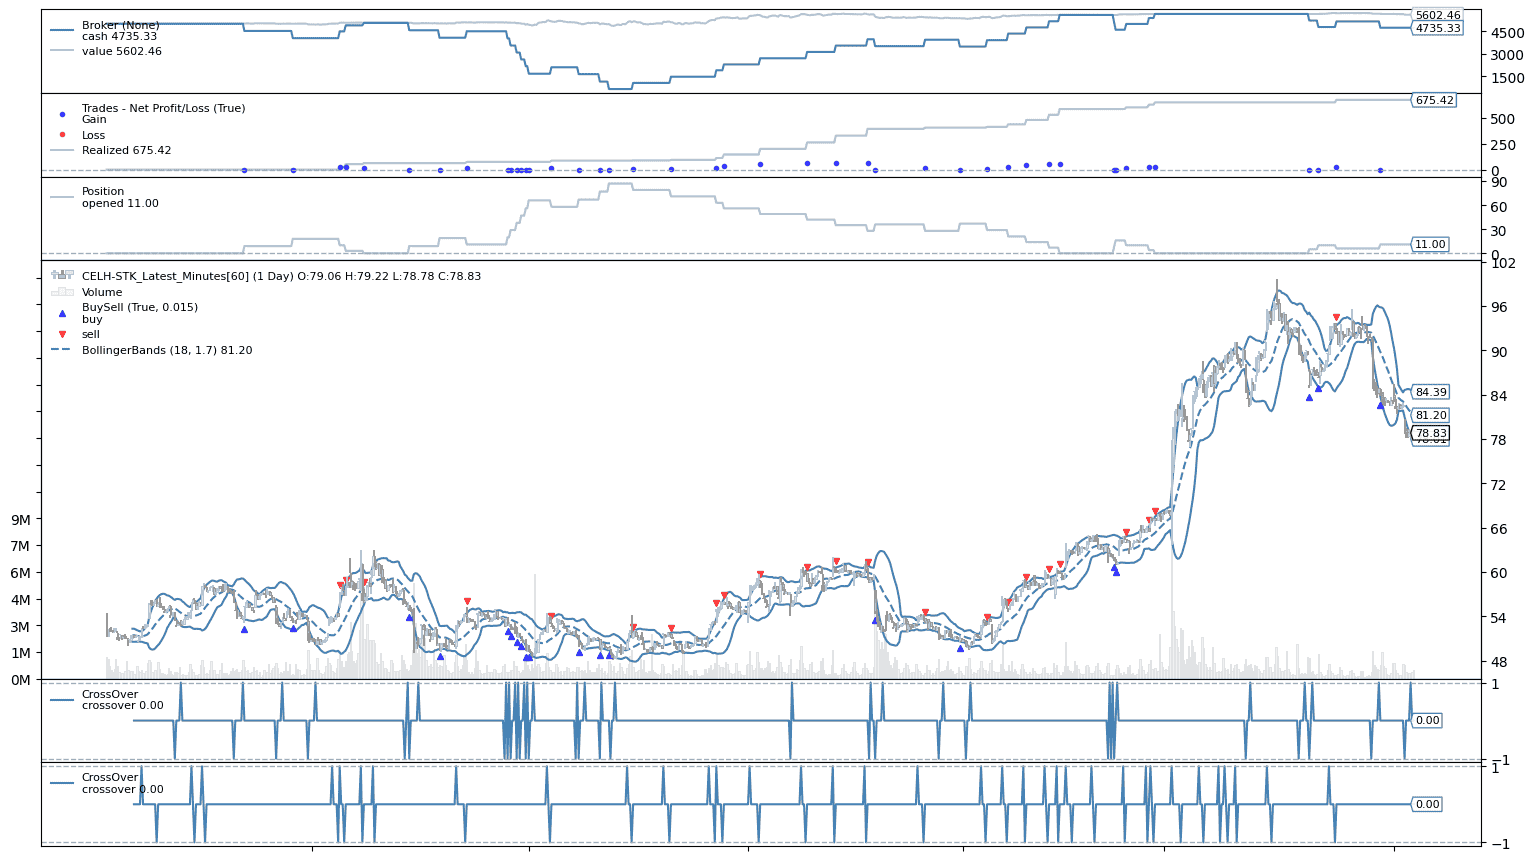 Broker (None)
cash 4735.33
value 5602.46
5602.46
4735.33
4500
3000
1500
Trades - Net Profit/Loss (True)
Gain
Loss
Realized 675.42
675.42
500
250
0
Position
opened 11.00
90
60
30
11.00
0
CELH-STK_Latest_Minutes[60] (1 Day) O:79.06 H:79.22 L:78.78 C:78.83
Volume
BuySell (True, 0.015)
buy
sell
BollingerBands (18, 1.7) 81.20
102
96
90
84
78
72
66
60
54
48
84.39
81.20
78.83
9M
7M
6M
4M
3M
1M
0M
CrossOver
crossover 0.00
1
0.00
−1
CrossOver
crossover 0.00
1
0.00
−1